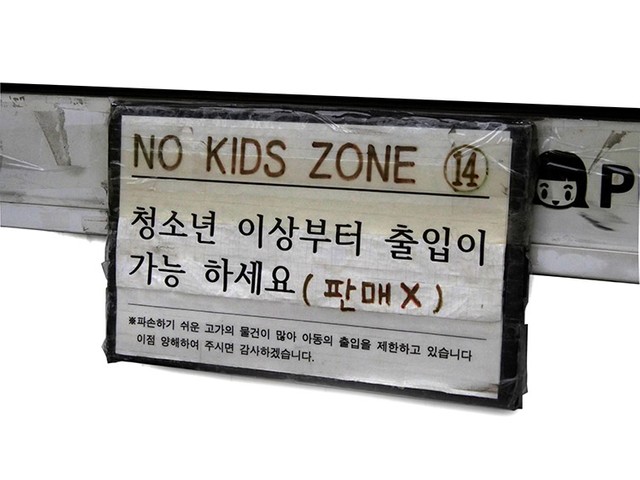 NO KIDS ZONE ⑭
청소년 이상부터 출입이
가능 하세요 (판매X)
※파손하기 쉬운 고가의 물건이 많아 아동의 출입을 제한하고 있습니다
이점 양해하여 주시면 감사하겠습니다.
P